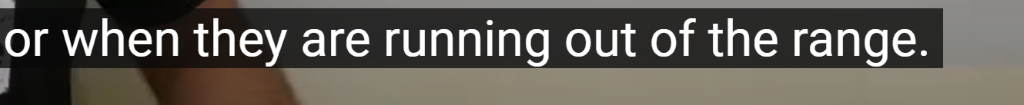 or when they are running out of the range.